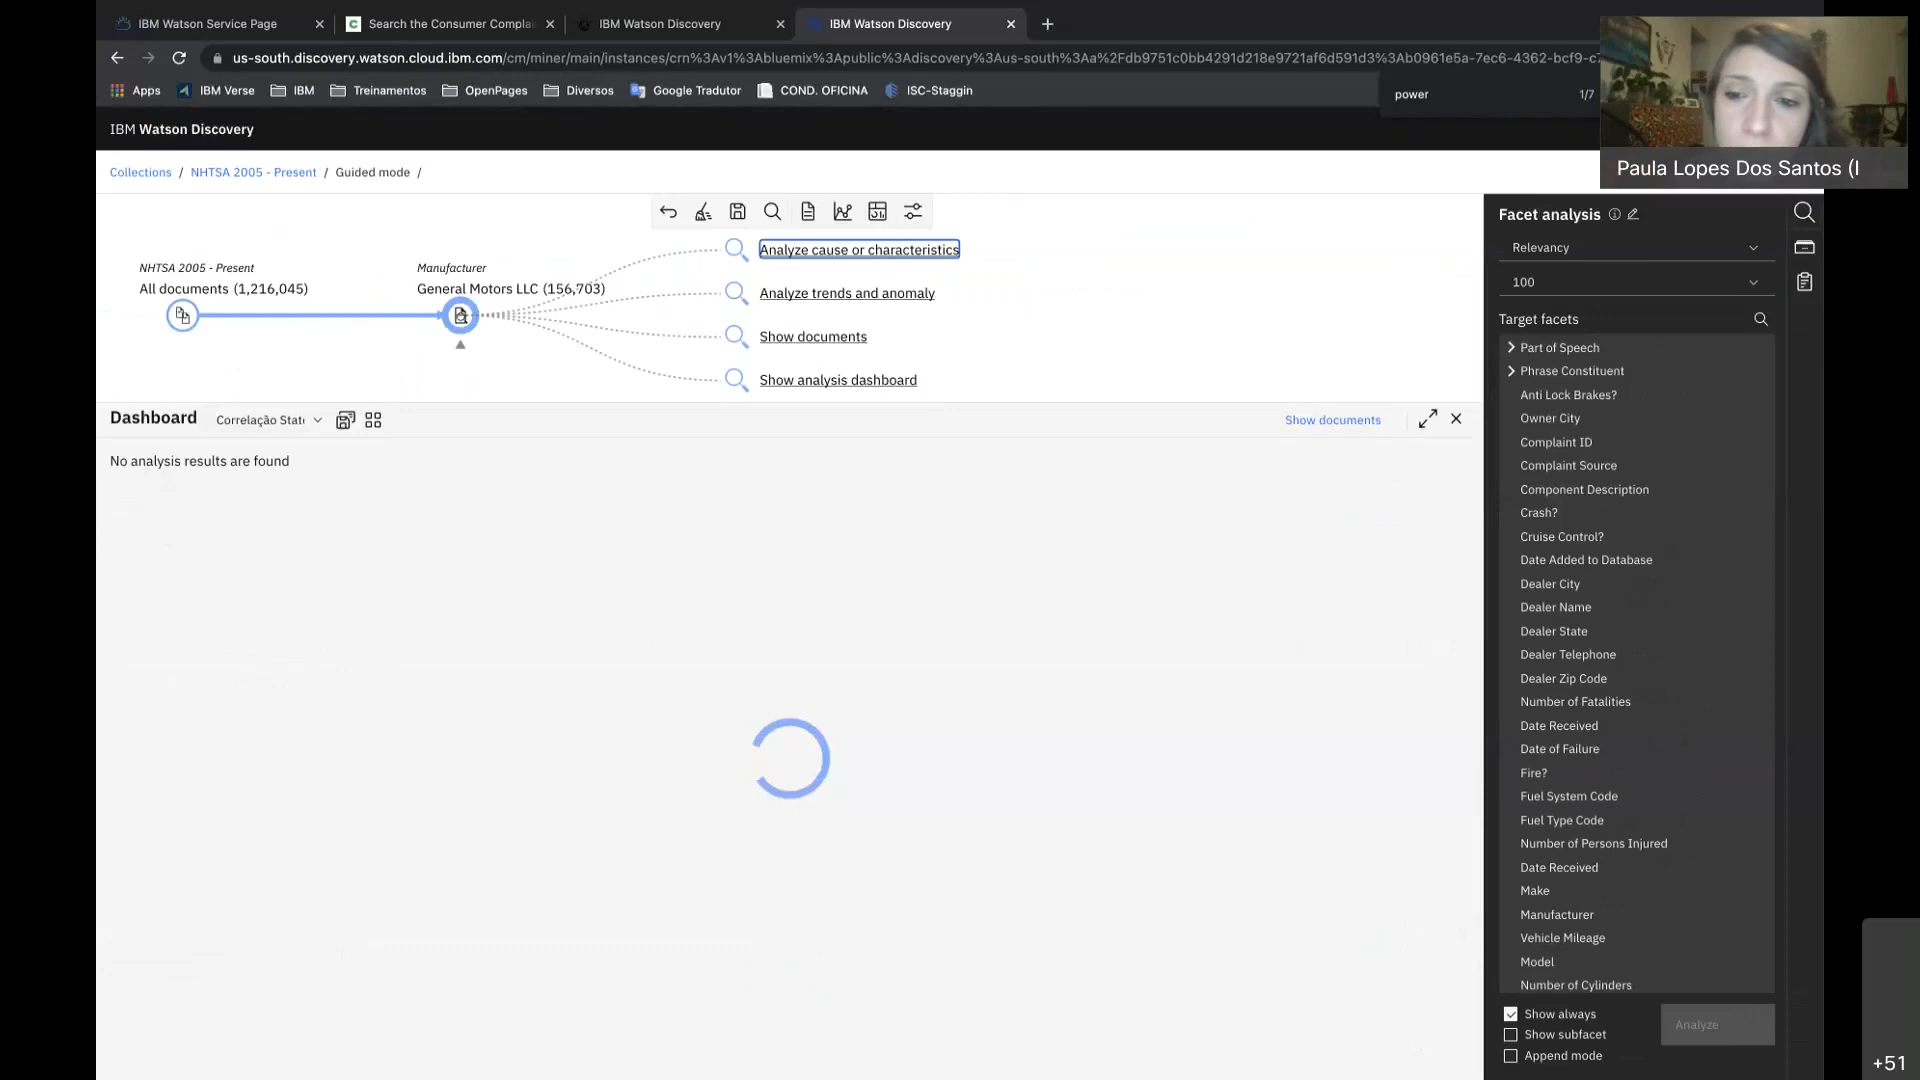 IBM Watson Service Page
Search the Consumer Complai
IBM Watson Discovery
IBM Watson Discovery
us-south.discovery.watson.cloud.ibm.com/cm/miner/main/instances/crn%3Av1%3Abluemix%3Apublic%3Adiscovery%3Aus-south%3Aa%2Fdb9751c0bb4291d218e9721af6d591d3%3Ab0961e5a-7ec6-4362-bcf9-c7
Apps
IBM Verse
IBM
Treinamentos
OpenPages
Diversos
Google Tradutor
COND. OFICINA
ISC-Staggin
power
1/7
Paula Lopes Dos Santos (I
IBM Watson Discovery
Collections / NHTSA 2005 - Present / Guided mode /
NHTSA 2005 - Present
All documents (1,216,045)
Manufacturer
General Motors LLC (156,703)
Analyze cause or characteristics
Analyze trends and anomaly
Show documents
Show analysis dashboard
Dashboard
Correlação Stat
Show documents
No analysis results are found
Facet analysis
Relevancy
100
Target facets
Part of Speech
Phrase Constituent
Anti Lock Brakes?
Owner City
Complaint ID
Complaint Source
Component Description
Crash?
Cruise Control?
Date Added to Database
Dealer City
Dealer Name
Dealer State
Dealer Telephone
Dealer Zip Code
Number of Fatalities
Date Received
Date of Failure
Fire?
Fuel System Code
Fuel Type Code
Number of Persons Injured
Date Received
Make
Manufacturer
Vehicle Mileage
Model
Number of Cylinders
Show always
Show subfacet
Append mode
Analyze
+51